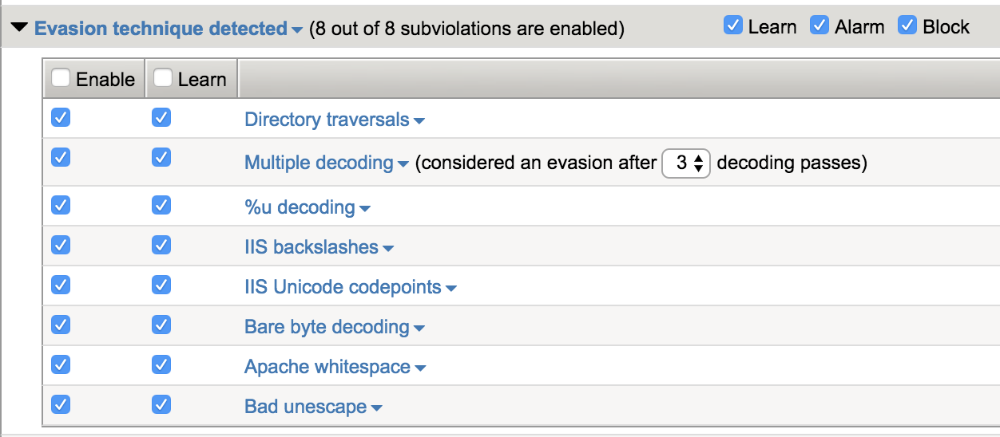 Evasion technique detected (8 out of 8 subviolations are enabled) Learn Alarm Block
Enable Learn
Directory traversals
Multiple decoding (considered an evasion after 3 decoding passes)
%u decoding
IIS backslashes
IIS Unicode codepoints
Bare byte decoding
Apache whitespace
Bad unescape